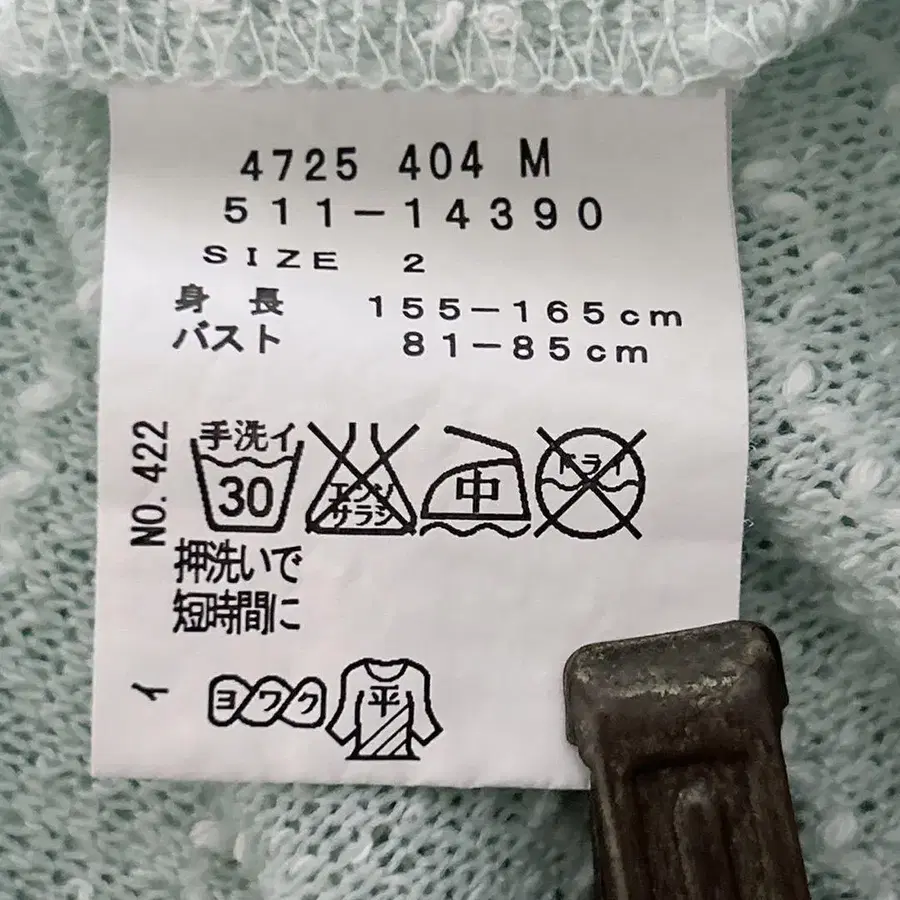 4725 404 M
511-14390
SIZE 2
身長 155-165cm
バスト 81-85cm
NO.422
手洗イ
30
エンソ
サラシ
中
ドライ
押洗いで
短時間に
イ
ヨワク
平